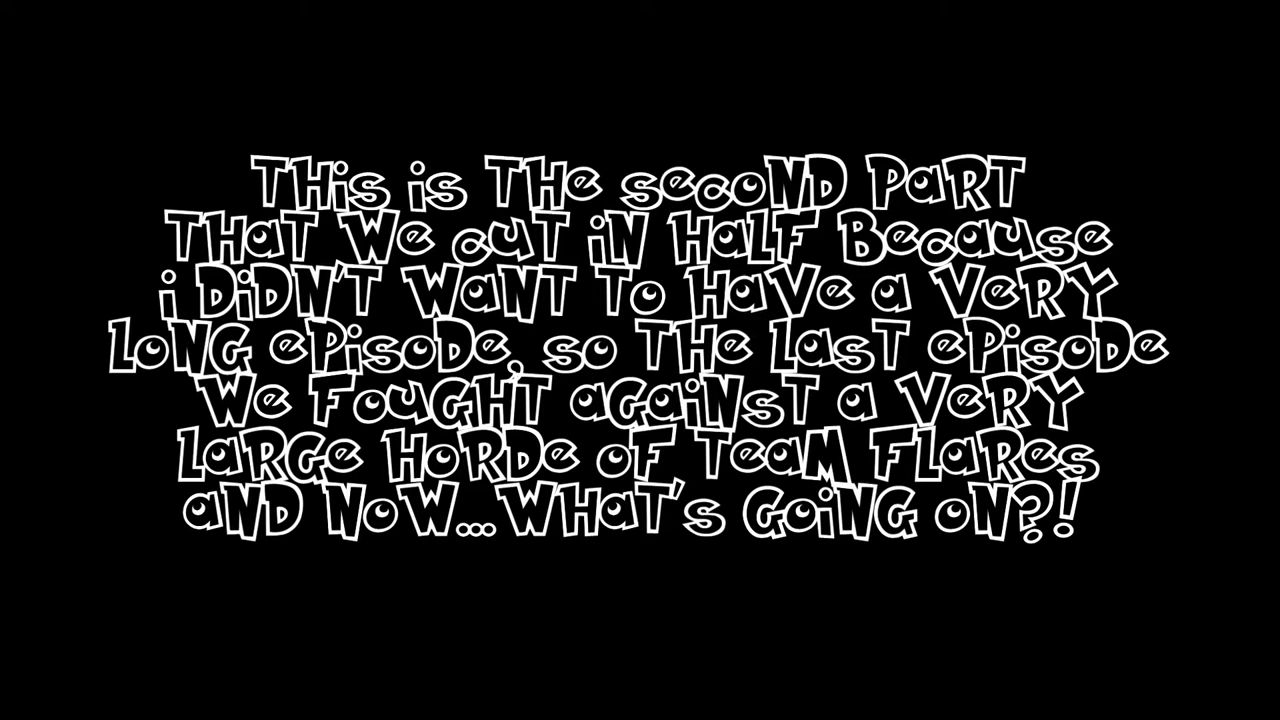 This is the second part
that we cut in half because
i didn't want to have a very
long episode, so the last episode
we fought against a very
large horde of team flares
and now...what's going on?!